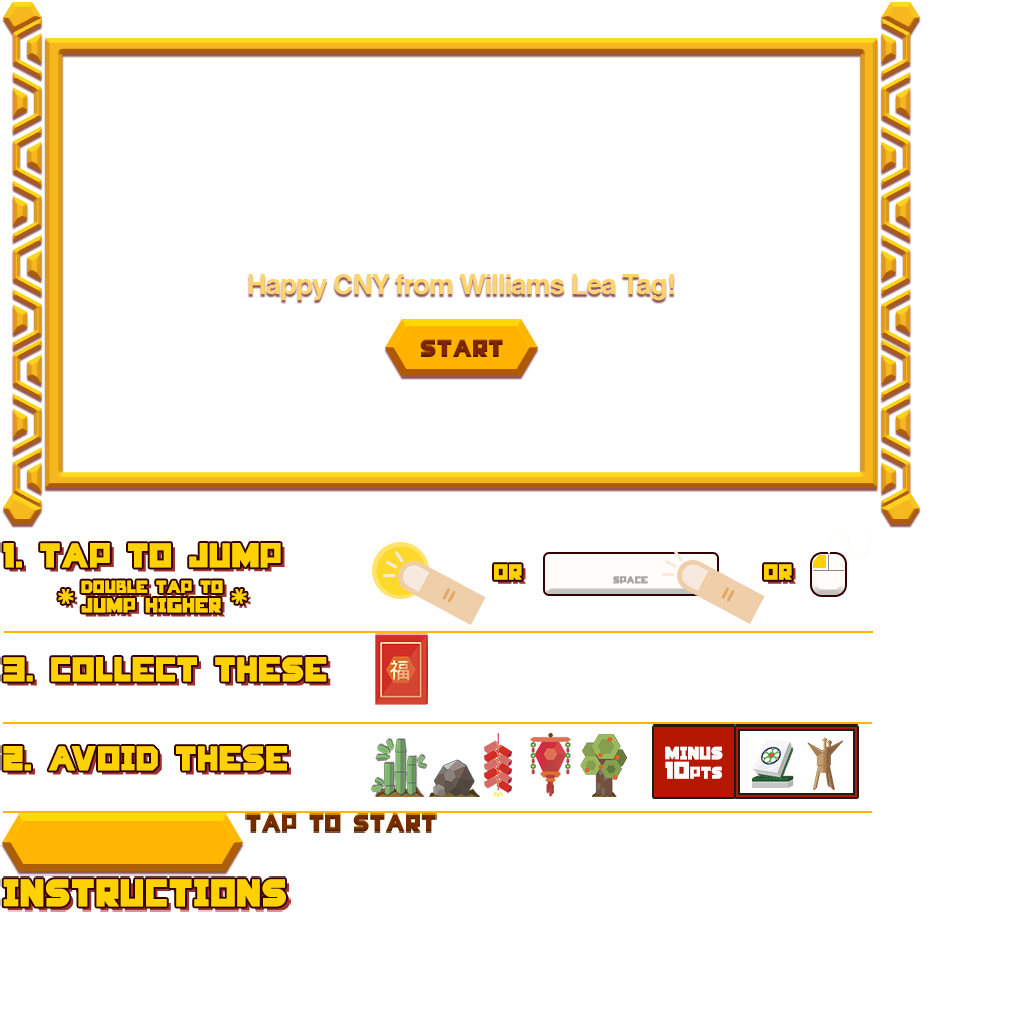 Happy CNY from Williams Lea Tag!
START
1. TAP TO JUMP
* DOUBLE TAP TO
JUMP HIGHER *
OR
SPACE
OR
3. COLLECT THESE
福
2. AVOID THESE
MINUS
10PTS
TAP TO START
INSTRUCTIONS